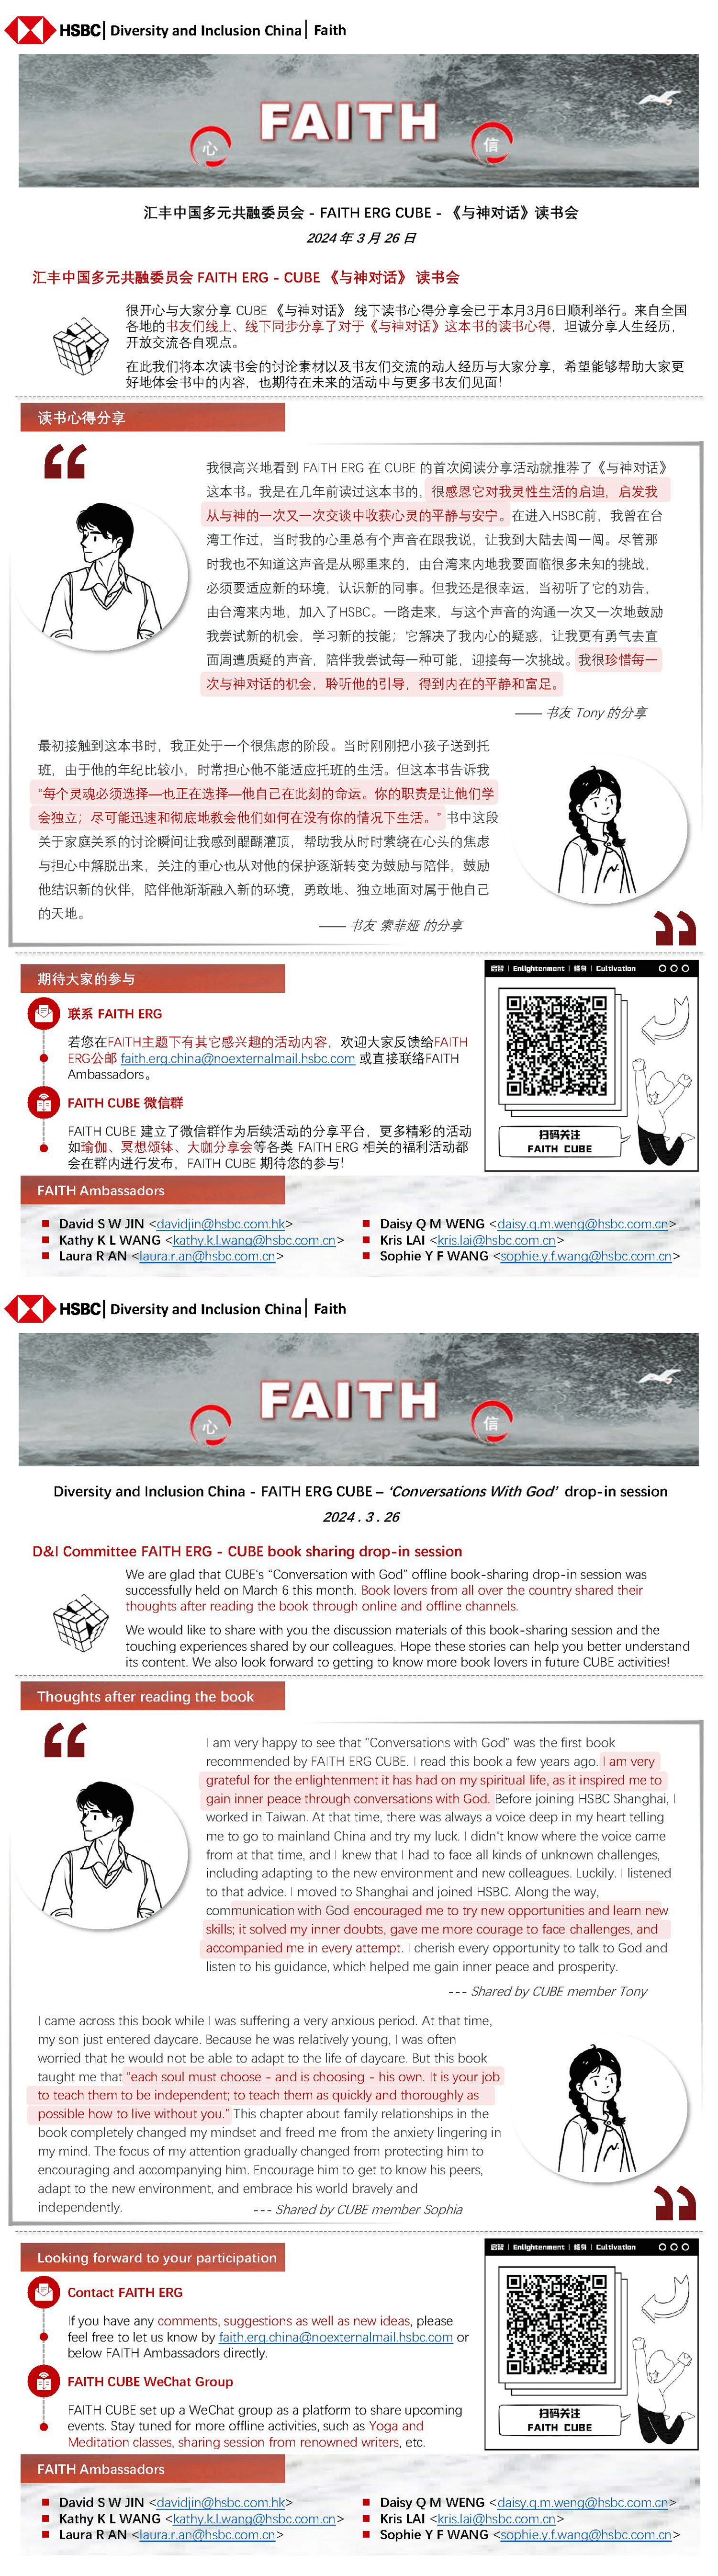 HSBC | Diversity and Inclusion China | Faith
FAITH
心
信
汇丰中国多元共融委员会 - FAITH ERG CUBE - 《与神对话》读书会
2024 年 3 月 26 日
汇丰中国多元共融委员会 FAITH ERG - CUBE 《与神对话》 读书会
很开心与大家分享 CUBE 《与神对话》 线下读书心得分享会已于本月3月6日顺利举行。来自全国
各地的书友们线上、线下同步分享了对于《与神对话》这本书的读书心得，坦诚分享人生经历，
开放交流各自观点。
在此我们将本次读书会的讨论素材以及书友们交流的动人经历与大家分享，希望能够帮助大家更
好地体会书中的内容，也期待在未来的活动中与更多书友们见面！
读书心得分享
我很高兴地看到 FAITH ERG 在 CUBE 的首次阅读分享活动就推荐了《与神对话》
这本书。我是在几年前读过这本书的，很感恩它对我灵性生活的启迪，启发我
从与神的一次又一次交谈中收获心灵的平静与安宁。在进入HSBC前，我曾在台
湾工作过，当时我的心里总有个声音在跟我说，让我到大陆去闯一闯。尽管那
时我也不知道这声音是从哪里来的，由台湾来内地我要面临很多未知的挑战，
必须要适应新的环境，认识新的同事。但我还是很幸运，当初听了它的劝告，
由台湾来内地，加入了HSBC。一路走来，与这个声音的沟通一次又一次地鼓励
我尝试新的机会，学习新的技能；它解决了我内心的疑惑，让我更有勇气去直
面周遭质疑的声音，陪伴我尝试每一种可能，迎接每一次挑战。我很珍惜每一
次与神对话的机会，聆听他的引导，得到内在的平静和富足。
—— 书友 Tony 的分享
最初接触到这本书时，我正处于一个很焦虑的阶段。当时刚刚把小孩子送到托
班，由于他的年纪比较小，时常担心他不能适应托班的生活。但这本书告诉我
“每个灵魂必须选择—也正在选择—他自己在此刻的命运。你的职责是让他们学
会独立；尽可能迅速和彻底地教会他们如何在没有你的情况下生活。” 书中这段
关于家庭关系的讨论瞬间让我感到醍醐灌顶，帮助我从时时萦绕在心头的焦虑
与担心中解脱出来，关注的重心也从对他的保护逐渐转变为鼓励与陪伴，鼓励
他结识新的伙伴，陪伴他渐渐融入新的环境，勇敢地、独立地面对属于他自己
的天地。
—— 书友 索菲娅 的分享
期待大家的参与
联系 FAITH ERG
若您在FAITH主题下有其它感兴趣的活动内容，欢迎大家反馈给FAITH
ERG公邮 faith.erg.china@noexternalmail.hsbc.com 或直接联络FAITH
Ambassadors。
FAITH CUBE 微信群
FAITH CUBE 建立了微信群作为后续活动的分享平台，更多精彩的活动
如瑜伽、冥想颂钵、大咖分享会等各类 FAITH ERG 相关的福利活动都
会在群内进行发布，FAITH CUBE 期待您的参与！
启智 | Enlightenment | 修身 | Cultivation
扫码关注
FAITH CUBE
FAITH Ambassadors
David S W JIN <davidjin@hsbc.com.hk>
Kathy K L WANG <kathy.k.l.wang@hsbc.com.cn>
Laura R AN <laura.r.an@hsbc.com.cn>
Daisy Q M WENG <daisy.q.m.weng@hsbc.com.cn>
Kris LAI <kris.lai@hsbc.com.cn>
Sophie Y F WANG <sophie.y.f.wang@hsbc.com.cn>
HSBC | Diversity and Inclusion China | Faith
FAITH
心
信
Diversity and Inclusion China - FAITH ERG CUBE – ‘Conversations With God’ drop-in session
2024 . 3 . 26
D&I Committee FAITH ERG - CUBE book sharing drop-in session
We are glad that CUBE's “Conversation with God” offline book-sharing drop-in session was
successfully held on March 6 this month. Book lovers from all over the country shared their
thoughts after reading the book through online and offline channels.
We would like to share with you the discussion materials of this book-sharing session and the
touching experiences shared by our colleagues. Hope these stories can help you better understand
its content. We also look forward to getting to know more book lovers in future CUBE activities!
Thoughts after reading the book
I am very happy to see that “Conversations with God” was the first book
recommended by FAITH ERG CUBE. I read this book a few years ago. I am very
grateful for the enlightenment it has had on my spiritual life, as it inspired me to
gain inner peace through conversations with God. Before joining HSBC Shanghai, I
worked in Taiwan. At that time, there was always a voice deep in my heart telling
me to go to mainland China and try my luck. I didn't know where the voice came
from at that time, and I knew that I had to face all kinds of unknown challenges,
including adapting to the new environment and new colleagues. Luckily. I listened
to that advice. I moved to Shanghai and joined HSBC. Along the way,
communication with God encouraged me to try new opportunities and learn new
skills; it solved my inner doubts, gave me more courage to face challenges, and
accompanied me in every attempt. I cherish every opportunity to talk to God and
listen to his guidance, which helped me gain inner peace and prosperity.
--- Shared by CUBE member Tony
I came across this book while I was suffering a very anxious period. At that time,
my son just entered daycare. Because he was relatively young, I was often
worried that he would not be able to adapt to the life of daycare. But this book
taught me that “each soul must choose - and is choosing - his own. It is your job
to teach them to be independent; to teach them as quickly and thoroughly as
possible how to live without you.” This chapter about family relationships in the
book completely changed my mindset and freed me from the anxiety lingering in
my mind. The focus of my attention gradually changed from protecting him to
encouraging and accompanying him. Encourage him to get to know his peers,
adapt to the new environment, and embrace his world bravely and
independently.
--- Shared by CUBE member Sophia
Looking forward to your participation
Contact FAITH ERG
If you have any comments, suggestions as well as new ideas, please
feel free to let us know by faith.erg.china@noexternalmail.hsbc.com or
below FAITH Ambassadors directly.
FAITH CUBE WeChat Group
FAITH CUBE set up a WeChat group as a platform to share upcoming
events. Stay tuned for more offline activities, such as Yoga and
Meditation classes, sharing session from renowned writers, etc.
启智 | Enlightenment | 修身 | Cultivation
扫码关注
FAITH CUBE
FAITH Ambassadors
David S W JIN <davidjin@hsbc.com.hk>
Kathy K L WANG <kathy.k.l.wang@hsbc.com.cn>
Laura R AN <laura.r.an@hsbc.com.cn>
Daisy Q M WENG <daisy.q.m.weng@hsbc.com.cn>
Kris LAI <kris.lai@hsbc.com.cn>
Sophie Y F WANG <sophie.y.f.wang@hsbc.com.cn>